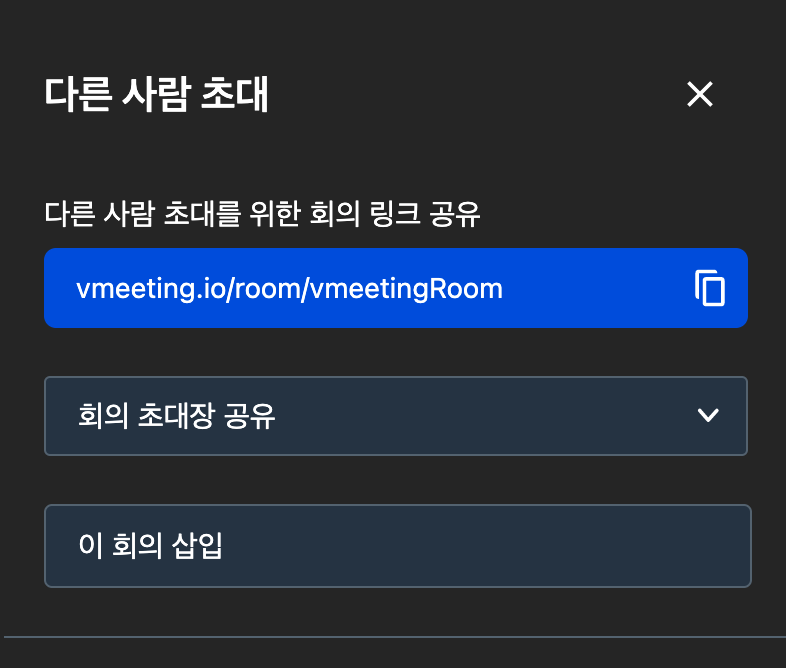 다른 사람 초대
다른 사람 초대를 위한 회의 링크 공유
vmeeting.io/room/vmeetingRoom
회의 초대장 공유
이 회의 삽입